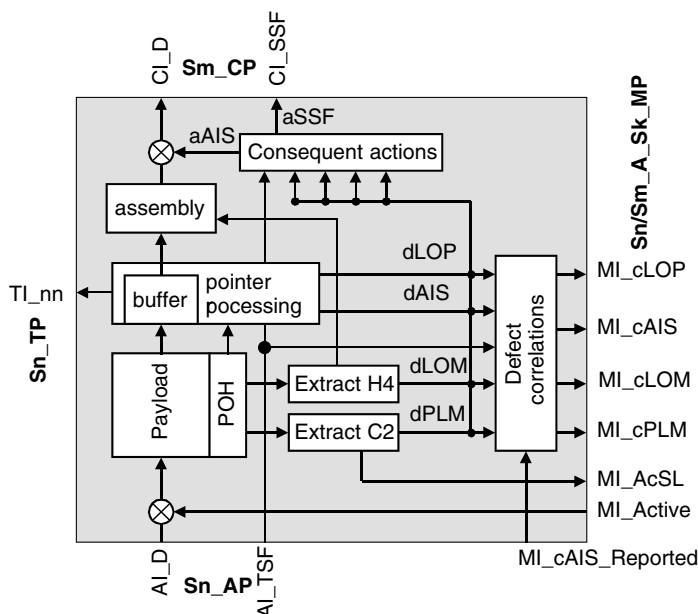 CI_D
Sm_CP
CI_SSF
aSSF
aAIS
Consequent actions
Sn/Sm_A_Sk_MP
assembly
dLOP
MI_cLOP
TI_nn
buffer
pointer
pocessing
dAIS
MI_cAIS
Sn_TP
Defect
correlations
Payload
POH
Extract H4
dLOM
MI_cLOM
Extract C2
dPLM
MI_cPLM
MI_AcSL
MI_Active
AI_D
Sn_AP
AI_TSF
MI_cAIS_Reported